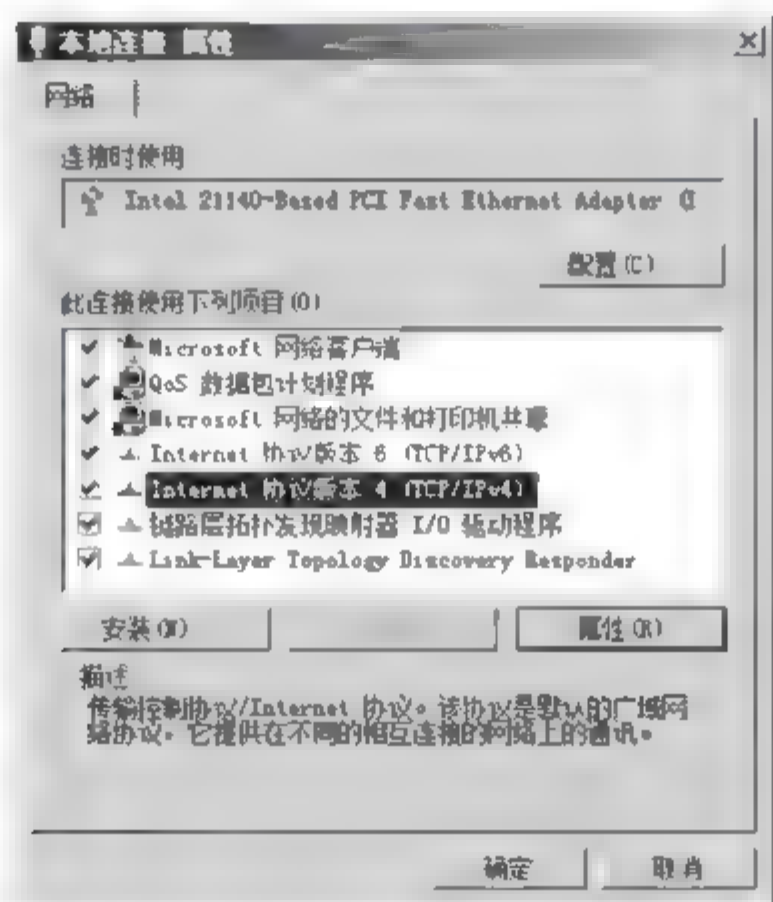 本地连接 属性
网络
连接时使用
Intel 21140-Based PCI Fast Ethernet Adapter (
配置(C)
此连接使用下列项目(O)
Microsoft 网络客户端
QoS 数据包计划程序
Microsoft 网络的文件和打印机共享
Internet 协议版本 6 (TCP/IPv6)
Internet 协议版本 4 (TCP/IPv4)
链路层拓扑发现映射器 I/O 驱动程序
Link-Layer Topology Discovery Responder
安装(N)
属性(R)
描述
传输控制协议/Internet 协议。该协议是默认的广域网
络协议。它提供在不同的相互连接的网络上的通讯。
确定
取消